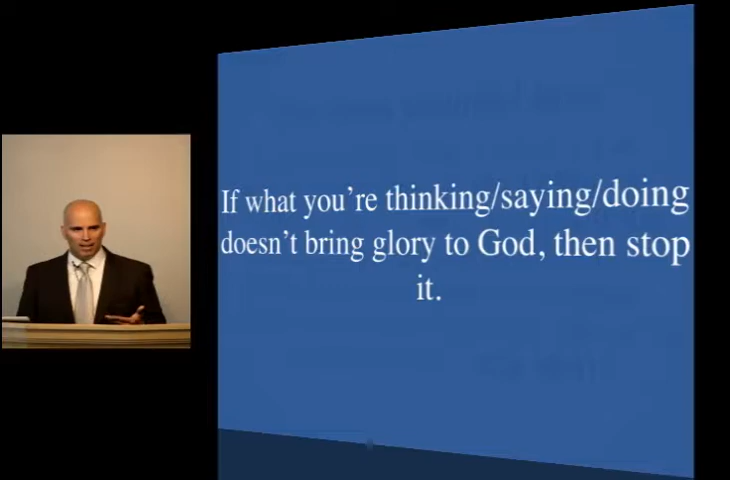 If what you're thinking/saying/doing
doesn't bring glory to God, then stop
it.